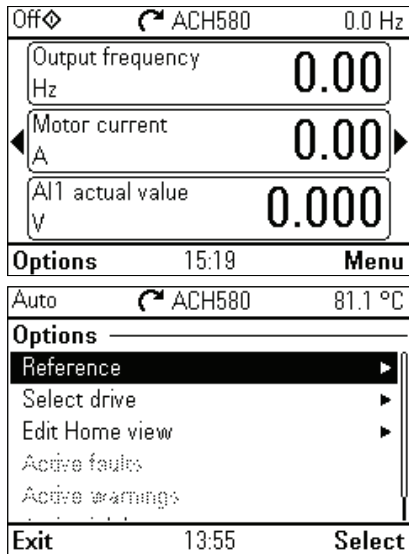 Off ACH580 0.0 Hz
Output frequency
Hz
0.00
Motor current
A
0.00
AI1 actual value
V
0.000
Options 15:19 Menu
Auto ACH580 81.1 °C
Options
Reference
Select drive
Edit Home view
Active faults
Active warnings
Exit 13:55 Select